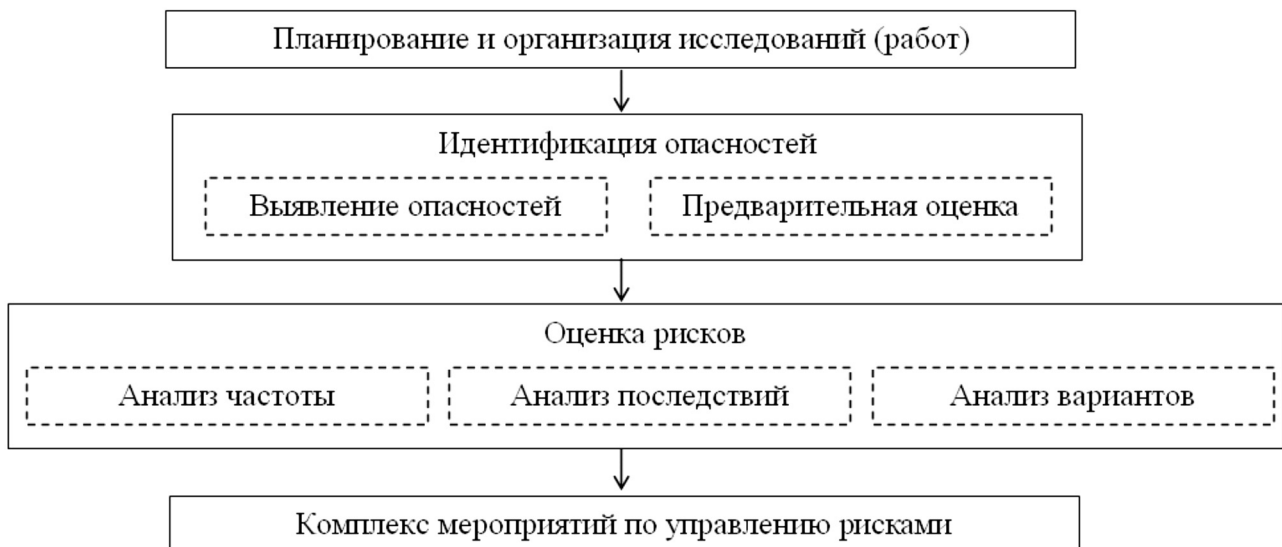 Планирование и организация исследований (работ)
Идентификация опасностей
Выявление опасностей
Предварительная оценка
Оценка рисков
Анализ частоты
Анализ последствий
Анализ вариантов
Комплекс мероприятий по управлению рисками